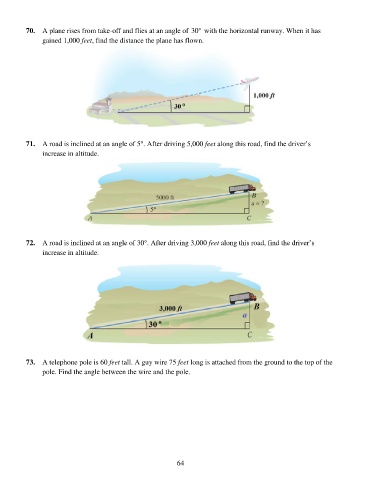 70. A plane rises from take-off and flies at an angle of 30° with the horizontal runway. When it has
gained 1,000 feet, find the distance the plane has flown.
1,000 ft
30°
71. A road is inclined at an angle of 5°. After driving 5,000 feet along this road, find the driver's
increase in altitude.
5000 ft
B
a = ?
5°
A
C
72. A road is inclined at an angle of 30°. After driving 3,000 feet along this road, find the driver's
increase in altitude.
3,000 ft
B
a
30°
A
C
73. A telephone pole is 60 feet tall. A guy wire 75 feet long is attached from the ground to the top of the
pole. Find the angle between the wire and the pole.
64